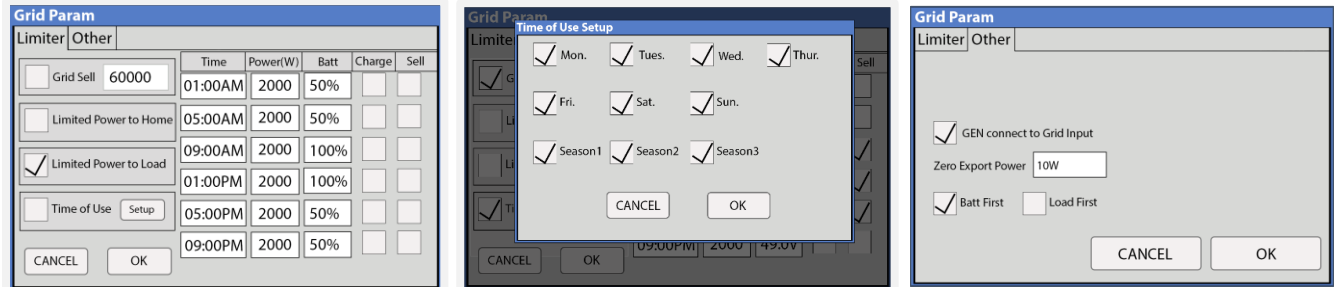 Grid Param
Limiter Other
Time Power(W) Batt Charge Sell
Grid Sell 60000
01:00AM 2000 50%
Limited Power to Home 05:00AM 2000 50%
09:00AM 2000 100%
Limited Power to Load
01:00PM 2000 100%
Time of Use Setup 05:00PM 2000 50%
09:00PM 2000 50%
CANCEL OK
Grid Param
Time of Use Setup
Limite
Mon. Tues. Wed. Thur.
Sell
G
Fri. Sat. Sun.
Li
Season1 Season2 Season3
Li
CANCEL OK
Ti
09:00PM 2000 49.0V
CANCEL OK
Grid Param
Limiter Other
GEN connect to Grid Input
Zero Export Power 10W
Batt First Load First
CANCEL OK